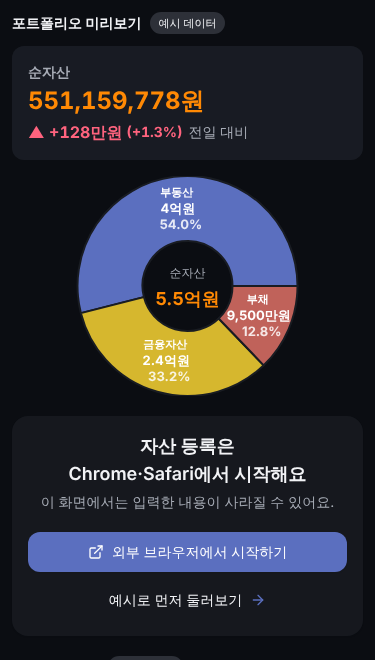 포트폴리오 미리보기 예시 데이터
순자산
551,159,778원
▲ +128만원 (+1.3%) 전일 대비
부동산
4억원
54.0%
순자산
5.5억원
부채
9,500만원
12.8%
금융자산
2.4억원
33.2%
자산 등록은
Chrome·Safari에서 시작해요
이 화면에서는 입력한 내용이 사라질 수 있어요.
외부 브라우저에서 시작하기
예시로 먼저 둘러보기 →